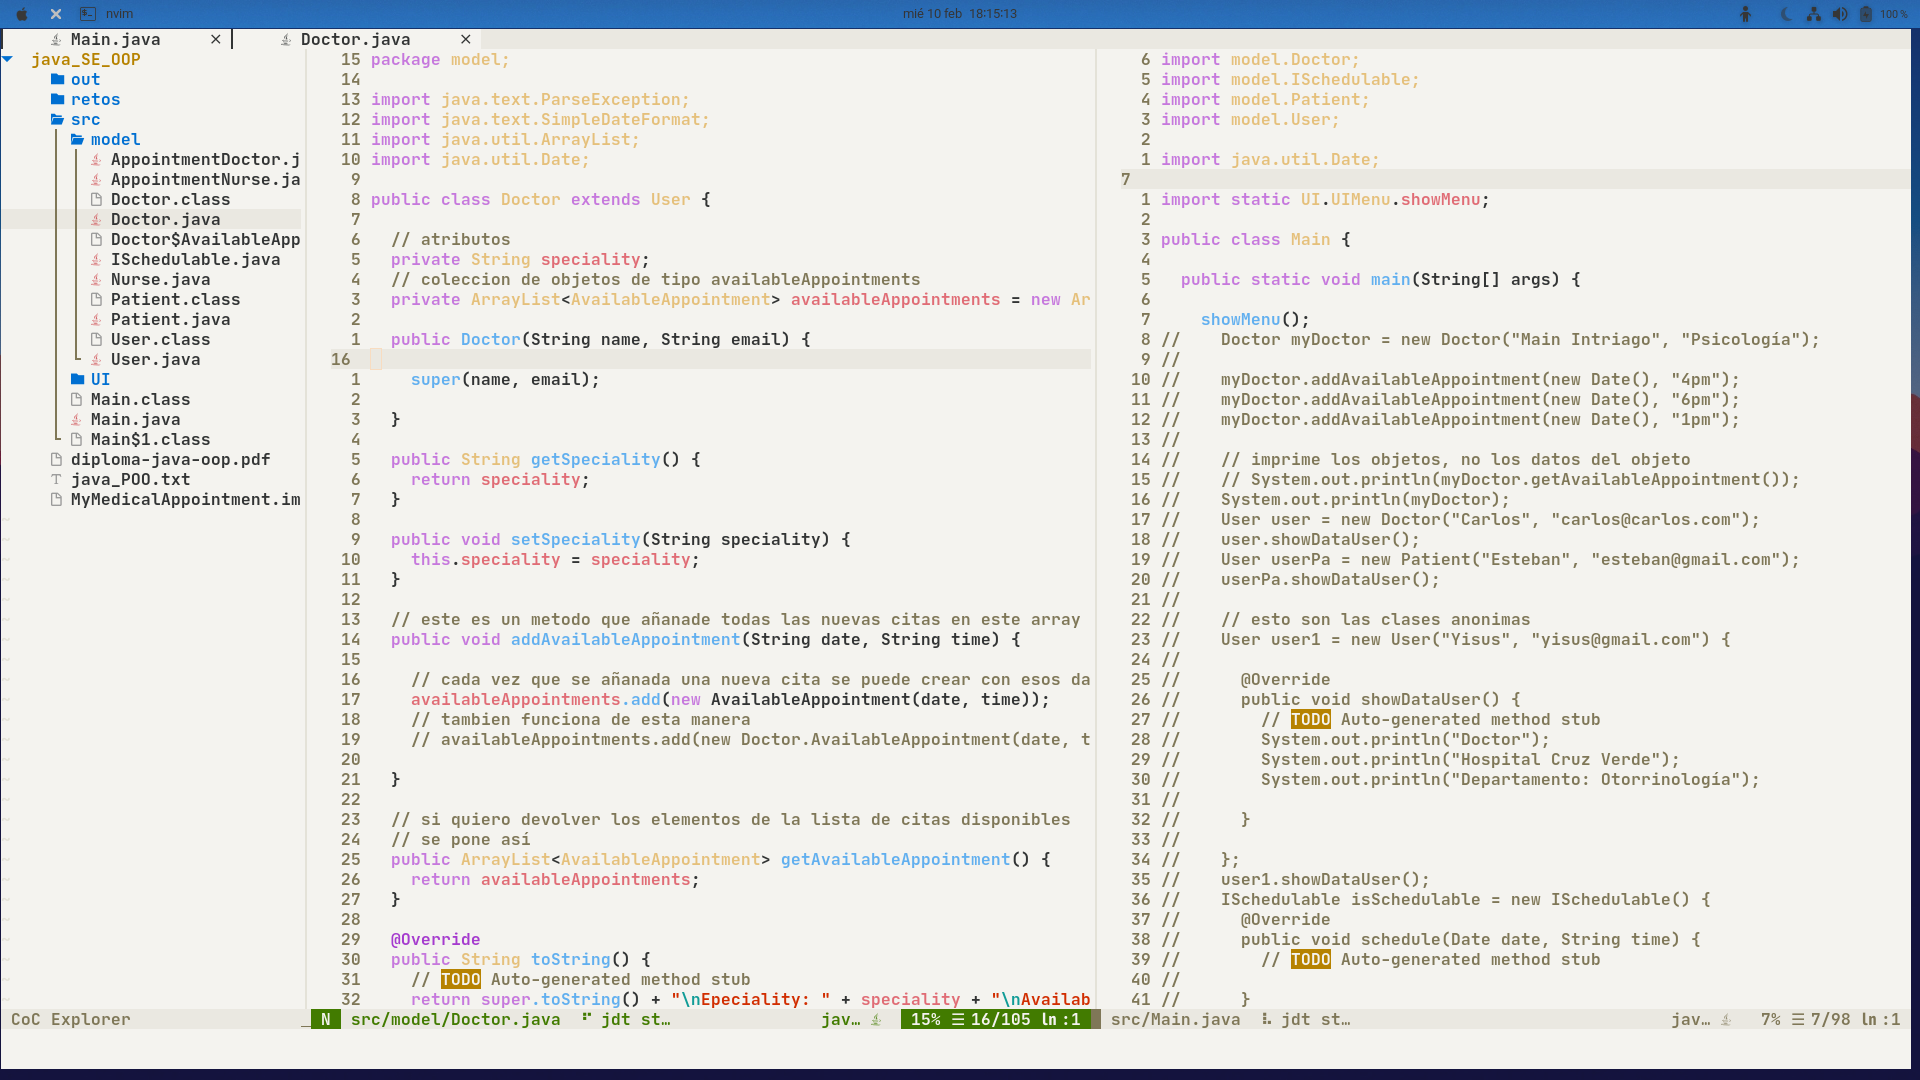 nvim
mié 10 feb 18:15:13
100 %
Main.java ×
Doctor.java ×
java_SE_OOP
out
retos
src
model
AppointmentDoctor.j
AppointmentNurse.ja
Doctor.class
Doctor.java
Doctor$AvailableApp
ISchedulable.java
Nurse.java
Patient.class
Patient.java
User.class
User.java
UI
Main.class
Main.java
Main$1.class
diploma-java-oop.pdf
java_POO.txt
MyMedicalAppointment.im
CoC Explorer
15 package model;
14
13 import java.text.ParseException;
12 import java.text.SimpleDateFormat;
11 import java.util.ArrayList;
10 import java.util.Date;
9
8 public class Doctor extends User {
7
6 // atributos
5 private String speciality;
4 // coleccion de objetos de tipo availableAppointments
3 private ArrayList<AvailableAppointment> availableAppointments = new Ar
2
1 public Doctor(String name, String email) {
16
1 super(name, email);
2
3 }
4
5 public String getSpeciality() {
6 return speciality;
7 }
8
9 public void setSpeciality(String speciality) {
10 this.speciality = speciality;
11 }
12
13 // este es un metodo que añanade todas las nuevas citas en este array
14 public void addAvailableAppointment(String date, String time) {
15
16 // cada vez que se añanada una nueva cita se puede crear con esos da
17 availableAppointments.add(new AvailableAppointment(date, time));
18 // tambien funciona de esta manera
19 // availableAppointments.add(new Doctor.AvailableAppointment(date, t
20
21 }
22
23 // si quiero devolver los elementos de la lista de citas disponibles
24 // se pone así
25 public ArrayList<AvailableAppointment> getAvailableAppointment() {
26 return availableAppointments;
27 }
28
29 @Override
30 public String toString() {
31 // TODO Auto-generated method stub
32 return super.toString() + "\nEpeciality: " + speciality + "\nAvailab
N src/model/Doctor.java jdt st… jav… 15% ☰ 16/105 ln :1
6 import model.Doctor;
5 import model.ISchedulable;
4 import model.Patient;
3 import model.User;
2
1 import java.util.Date;
7
1 import static UI.UIMenu.showMenu;
2
3 public class Main {
4
5 public static void main(String[] args) {
6
7 showMenu();
8 // Doctor myDoctor = new Doctor("Main Intriago", "Psicología");
9 //
10 // myDoctor.addAvailableAppointment(new Date(), "4pm");
11 // myDoctor.addAvailableAppointment(new Date(), "6pm");
12 // myDoctor.addAvailableAppointment(new Date(), "1pm");
13 //
14 // // imprime los objetos, no los datos del objeto
15 // // System.out.println(myDoctor.getAvailableAppointment());
16 // System.out.println(myDoctor);
17 // User user = new Doctor("Carlos", "carlos@carlos.com");
18 // user.showDataUser();
19 // User userPa = new Patient("Esteban", "esteban@gmail.com");
20 // userPa.showDataUser();
21 //
22 // // esto son las clases anonimas
23 // User user1 = new User("Yisus", "yisus@gmail.com") {
24 //
25 // @Override
26 // public void showDataUser() {
27 // // TODO Auto-generated method stub
28 // System.out.println("Doctor");
29 // System.out.println("Hospital Cruz Verde");
30 // System.out.println("Departamento: Otorrinología");
31 //
32 // }
33 //
34 // };
35 // user1.showDataUser();
36 // ISchedulable isSchedulable = new ISchedulable() {
37 // @Override
38 // public void schedule(Date date, String time) {
39 // // TODO Auto-generated method stub
40 //
41 // }
src/Main.java jdt st… jav… 7% ☰ 7/98 ln :1